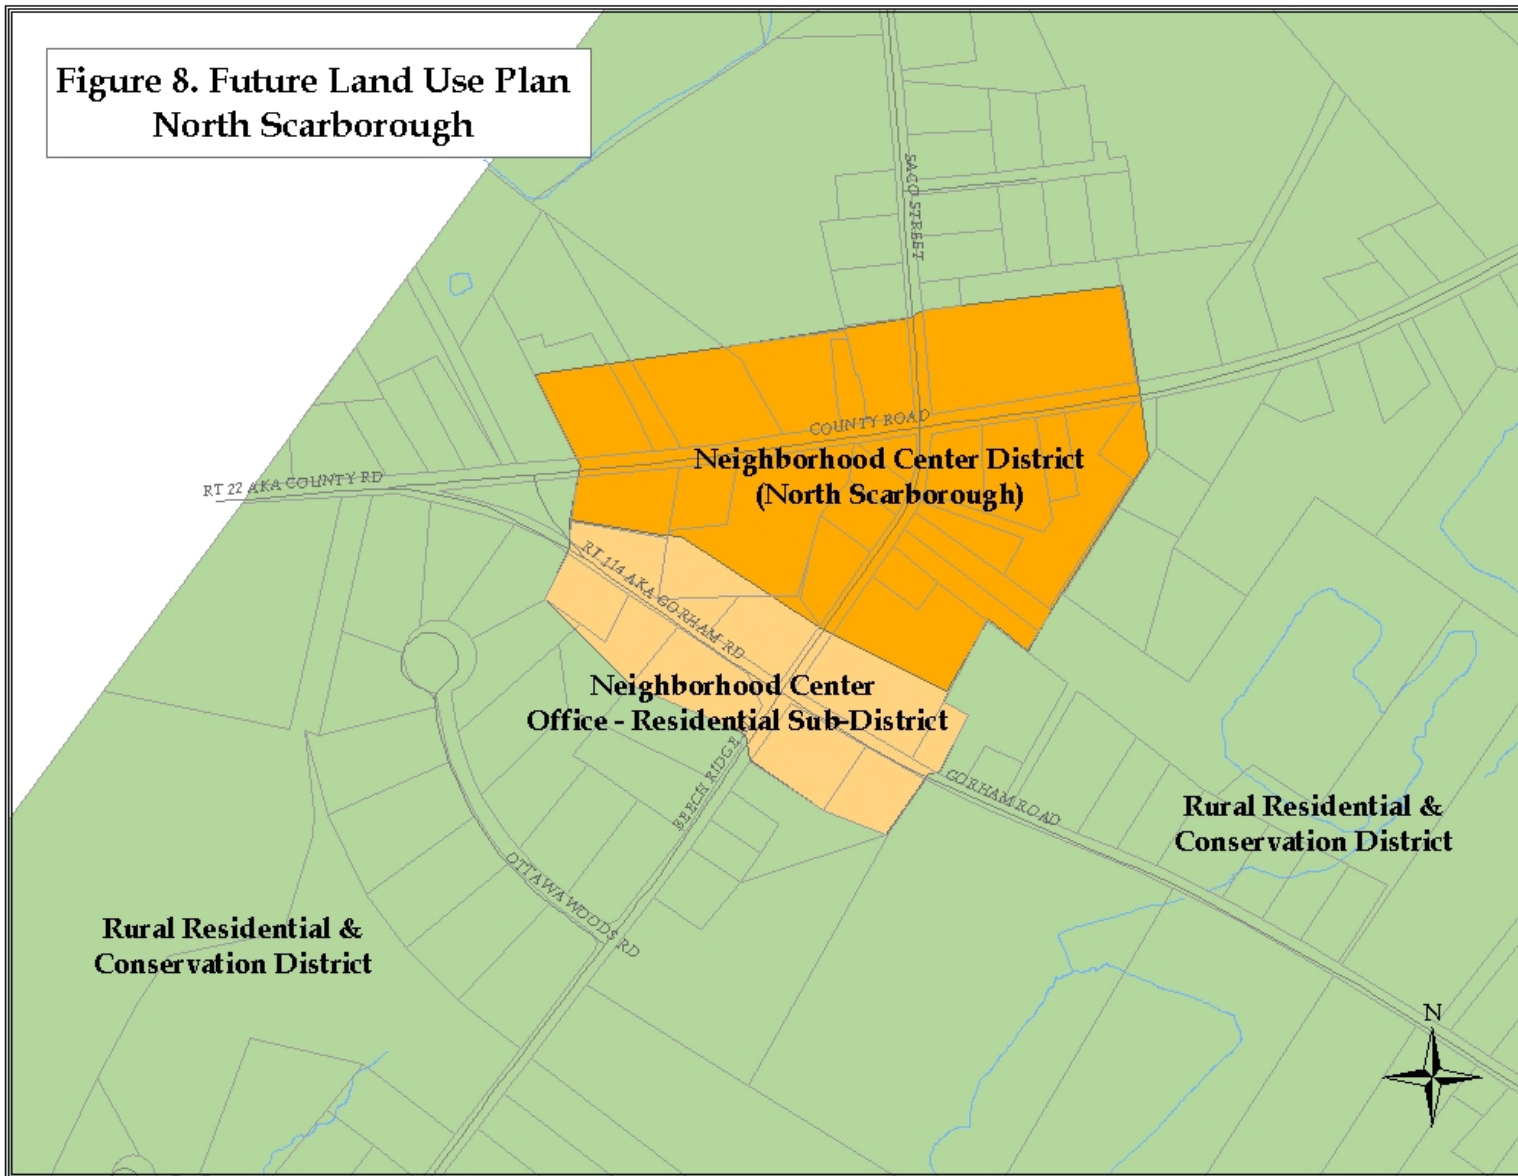 Figure 8. Future Land Use Plan
North Scarborough
SACO STREET
COUNTY ROAD
RT 22 AKA COUNTY RD
Neighborhood Center District
(North Scarborough)
RT 114 AKA GORHAM RD
Neighborhood Center
Office - Residential Sub-District
BEECH RIDGE
GORHAM ROAD
Rural Residential &
Conservation District
OTTAWA WOODS RD
Rural Residential &
Conservation District
N